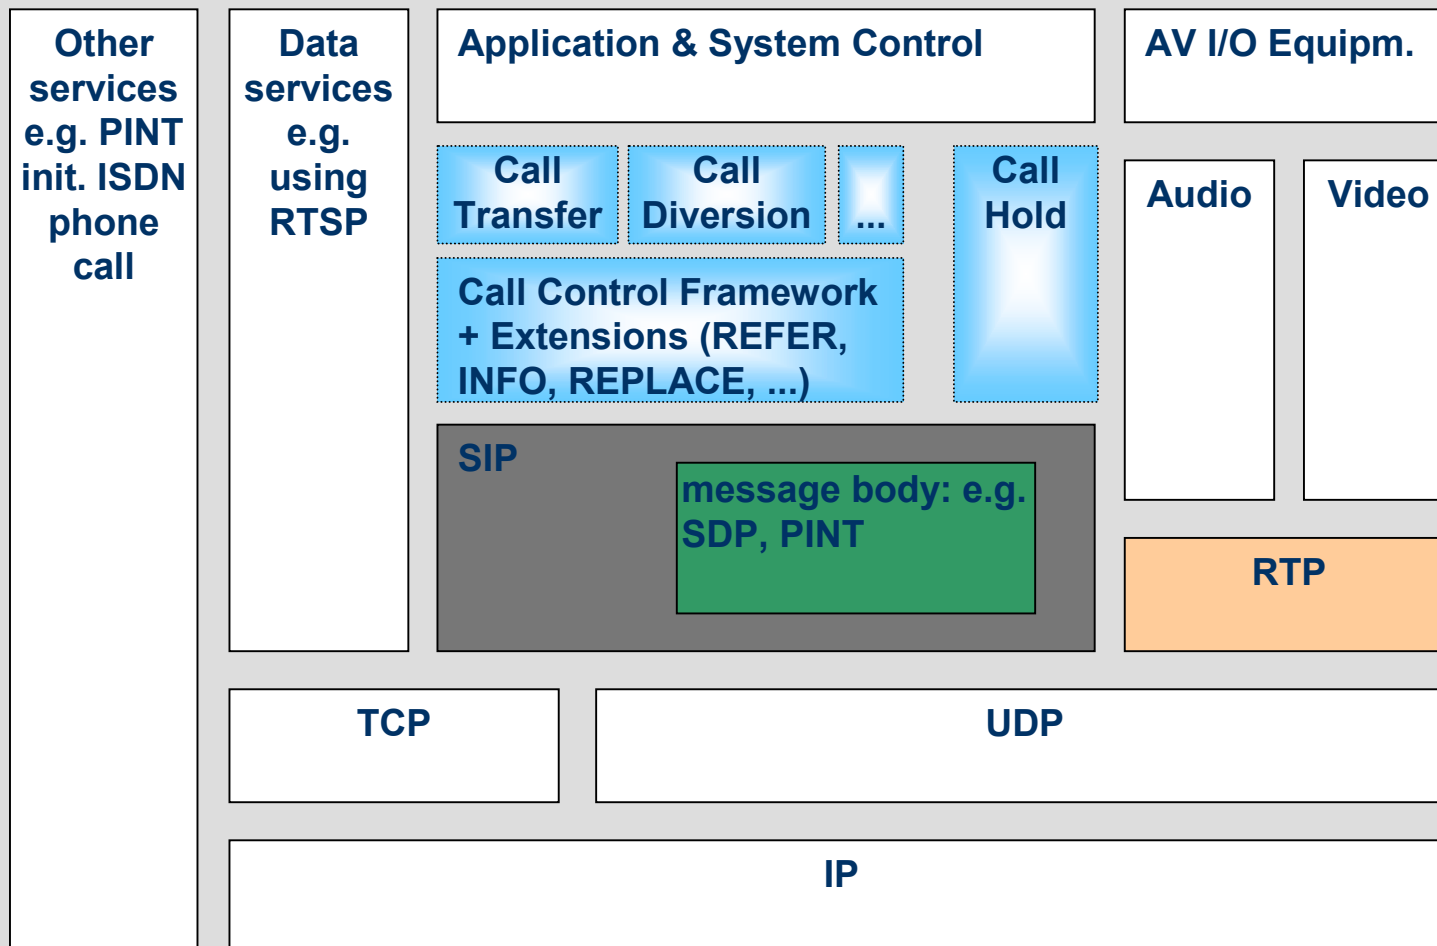 Other
services
e.g. PINT
init. ISDN
phone
call
Data
services
e.g.
using
RTSP
Application & System Control
AV I/O Equipm.
Call
Transfer
Call
Diversion
...
Call
Hold
Audio
Video
Call Control Framework
+ Extensions (REFER,
INFO, REPLACE, ...)
SIP
message body: e.g.
SDP, PINT
RTP
TCP
UDP
IP